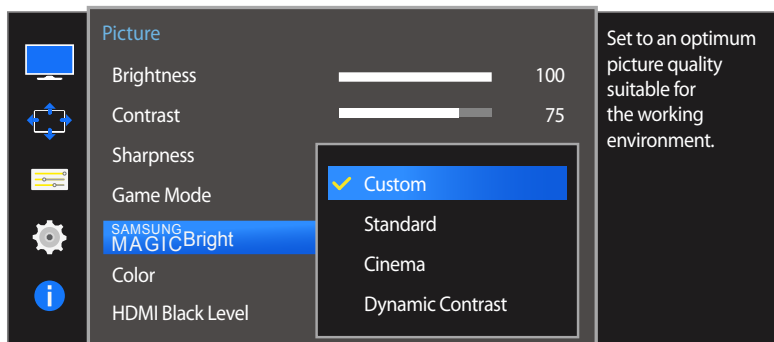 Picture
Brightness 100
Contrast 75
Sharpness
Game Mode
SAMSUNG
MAGICBright
Color
HDMI Black Level
Custom
Standard
Cinema
Dynamic Contrast
Set to an optimum
picture quality
suitable for
the working
environment.
i